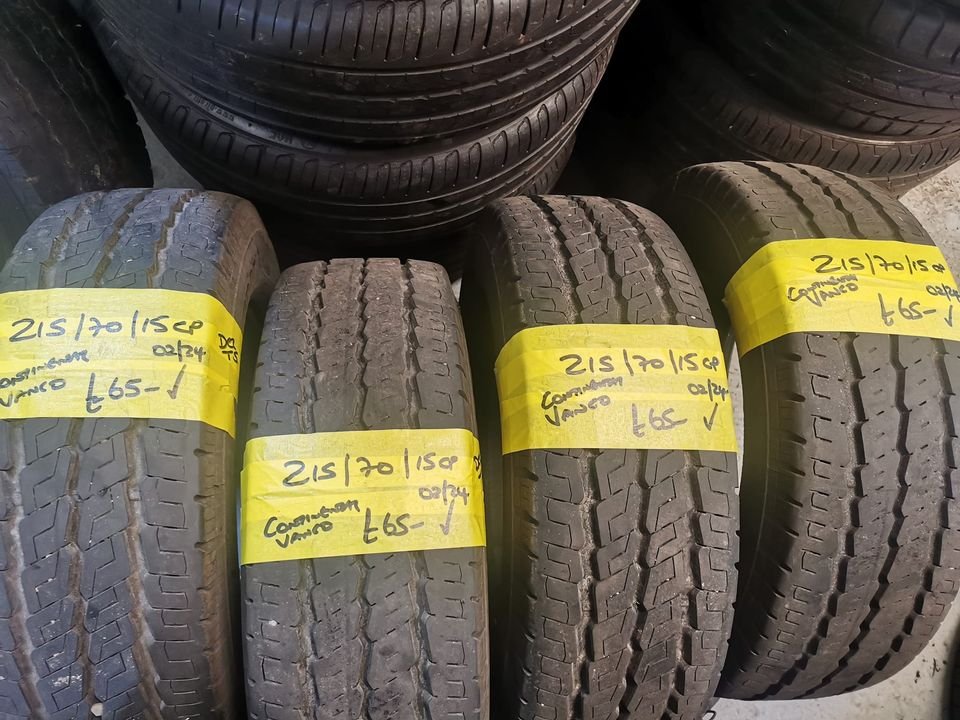 215/70/15CP
02/24
CONTINENTAL
VANCO
£65-✓
215/70/15CP
02/24
CONTINENTAL
VANCO
£65-✓
215/70/15CP
02/24
CONTINENTAL
VANCO
£65-✓
215/70/15CP
02/24
CONTINENTAL
VANCO
£65-✓